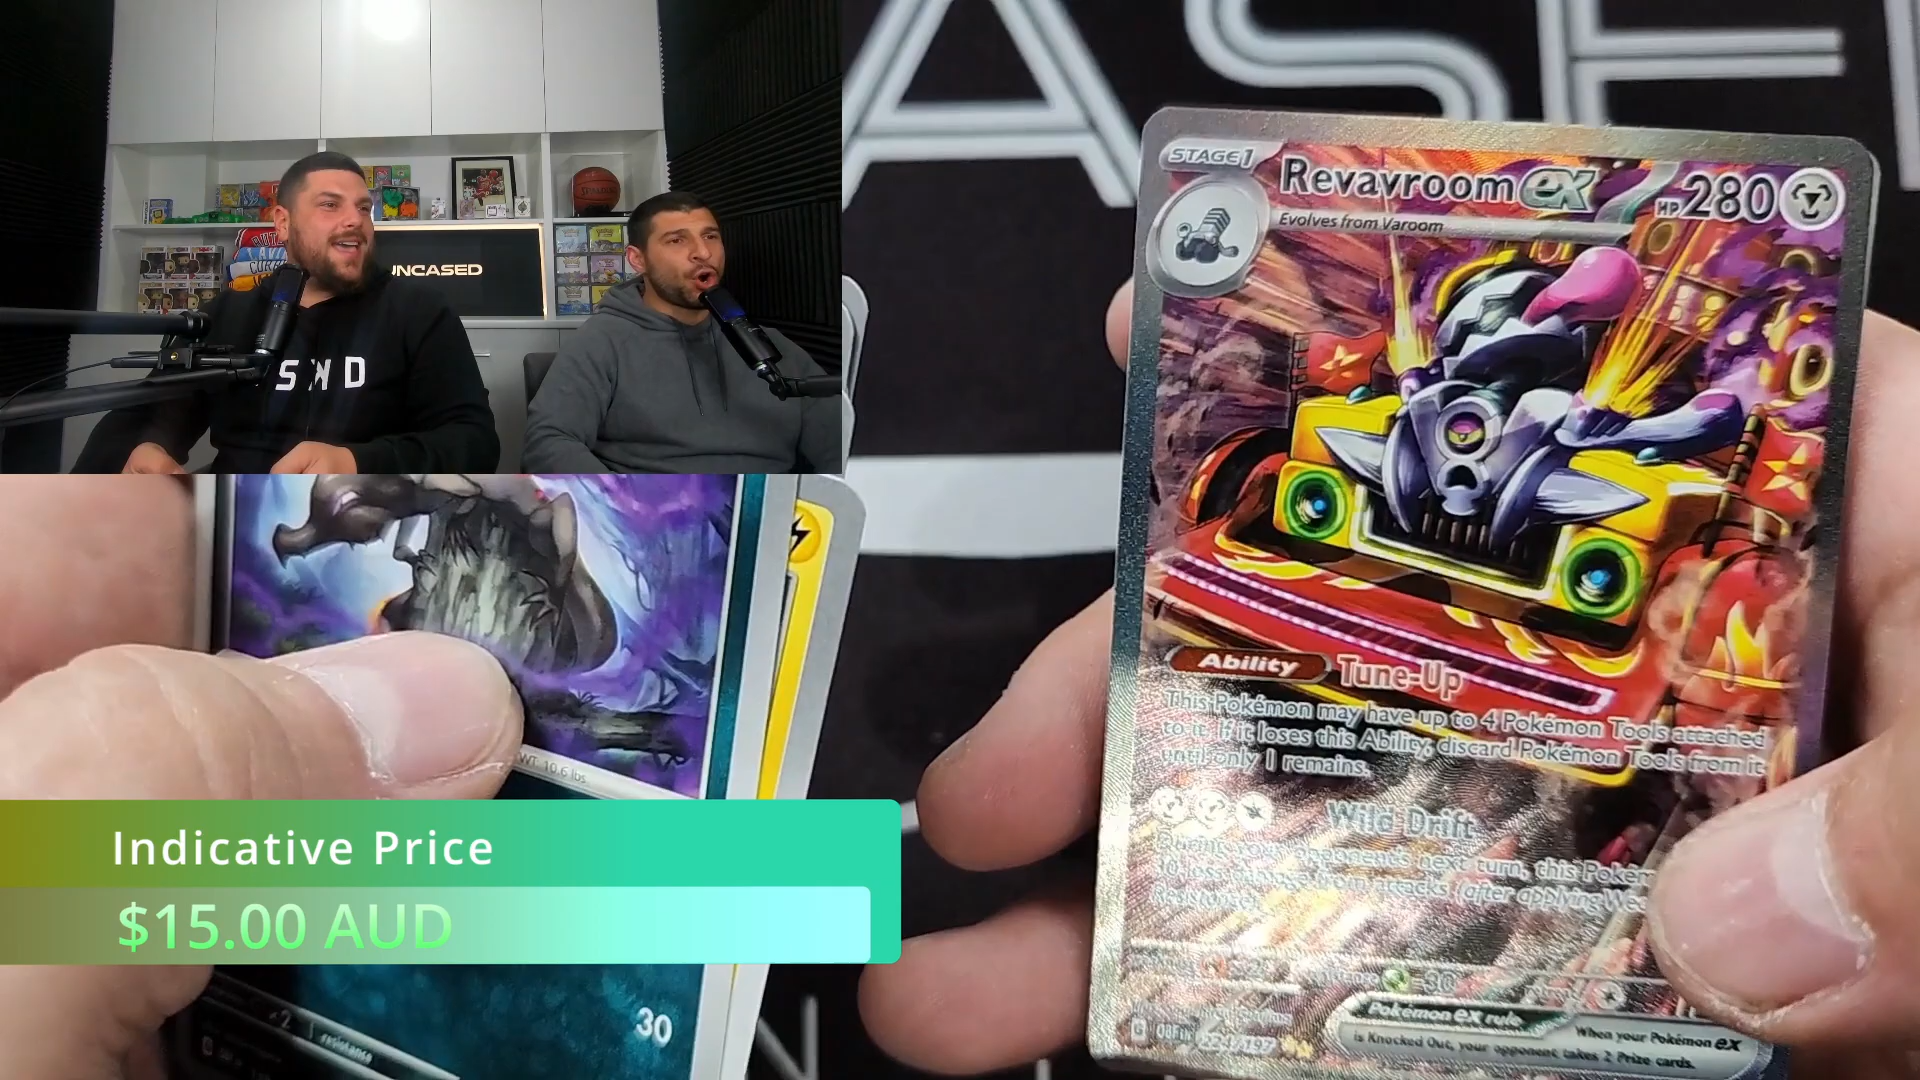 UNCASED
SND
STAGE 1
Revavroom ex
HP 280
Evolves from Varoom
Ability Tune-Up
This Pokémon may have up to 4 Pokémon Tools attached
to it. If it loses this Ability, discard Pokémon Tools from it
until only 1 remains.
Wild Drift
During your opponent's next turn, this
less damage from attacks (after applying
-30
224/197
Pokémon ex rule
When your Pokémon ex
is Knocked Out, your opponent takes 2 Prize cards.
WT: 10.6 lbs.
Indicative Price
$15.00 AUD
30
resistance